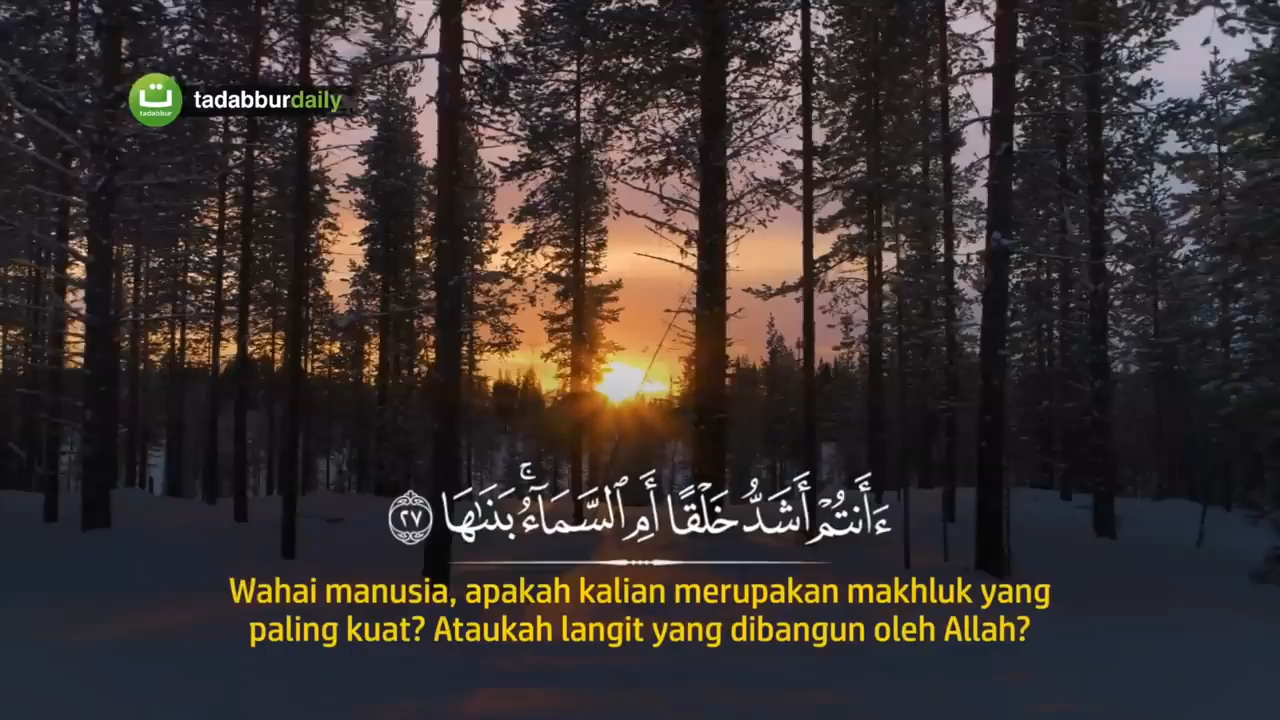 ت
tadabbur
tadabburdaily
ءَأَنتُمْ أَشَدُّ خَلْقًا أَمِ ٱلسَّمَآءُ ۚ بَنَىٰهَا ٢٧
Wahai manusia, apakah kalian merupakan makhluk yang
paling kuat? Ataukah langit yang dibangun oleh Allah?